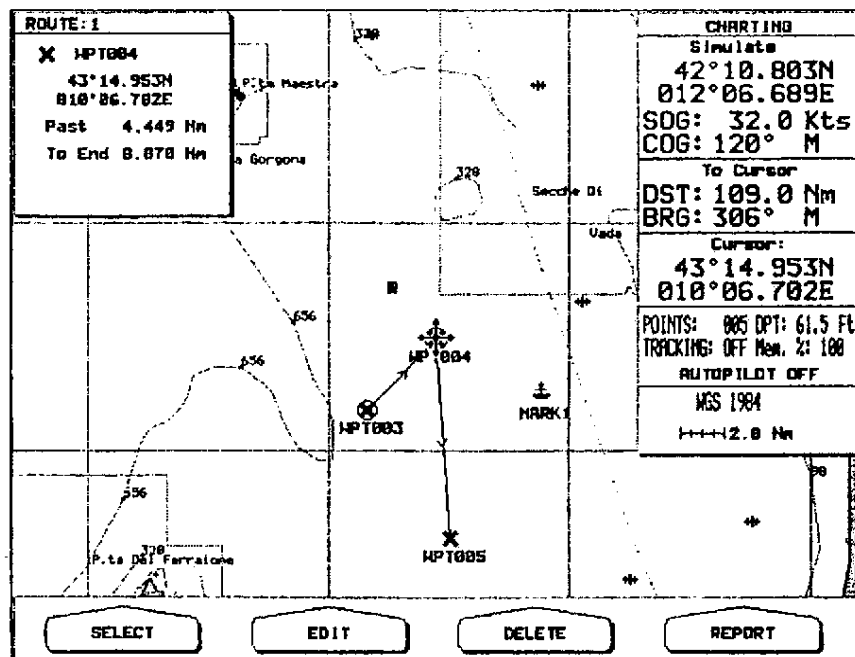 ROUTE: 1
WPT004
43°14.953N
010°06.702E
Past 4.449 Nm
To End 8.870 Nm
330
P.ta Maestra
a Gorgona
328
Secche Di
Vada
656
656
656
R
WPT004
WPT003
MARK1
WPT005
328
P.ta Del Ferraione
98
CHARTING
Simulate
42°10.803N
012°06.689E
SOG: 32.0 Kts
COG: 120° M
To Cursor
DST: 109.0 Nm
BRG: 306° M
Cursor:
43°14.953N
010°06.702E
POINTS: 005 DPT: 61.5 Ft
TRACKING: OFF Mem. %: 100
AUTOPILOT OFF
WGS 1984
2.0 Nm
SELECT
EDIT
DELETE
REPORT